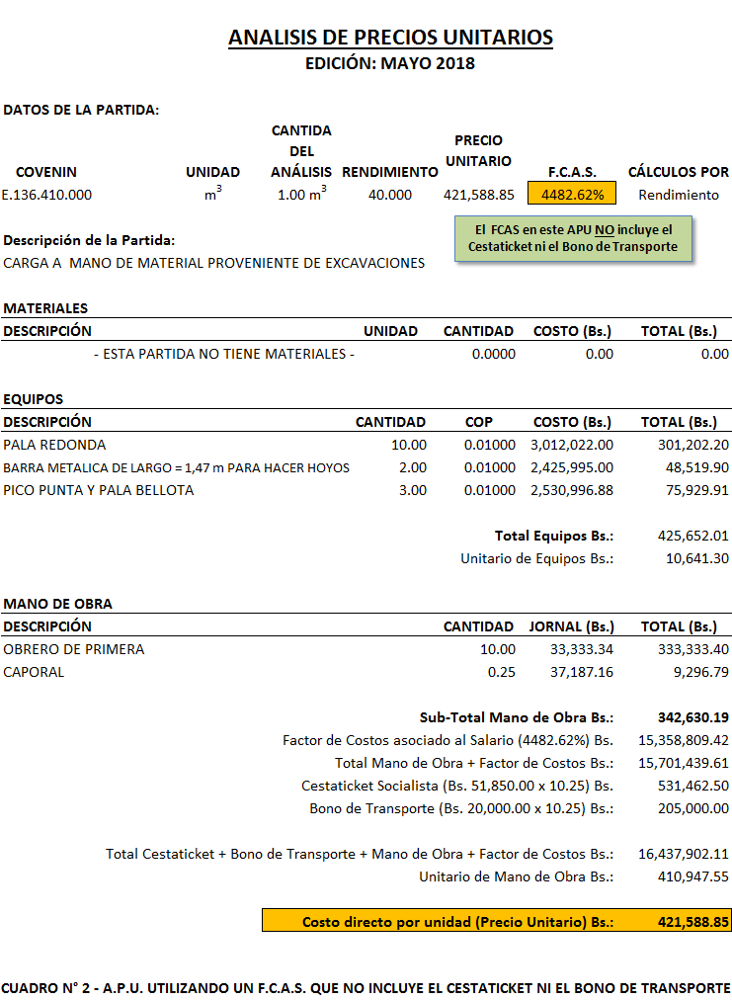 ANALISIS DE PRECIOS UNITARIOS
EDICIÓN: MAYO 2018
DATOS DE LA PARTIDA:
COVENIN UNIDAD CANTIDA DEL ANÁLISIS RENDIMIENTO PRECIO UNITARIO F.C.A.S. CÁLCULOS POR
E.136.410.000 m³ 1.00 m³ 40.000 421,588.85 4482.62% Rendimiento
El FCAS en este APU NO incluye el
Cestaticket ni el Bono de Transporte
Descripción de la Partida:
CARGA A MANO DE MATERIAL PROVENIENTE DE EXCAVACIONES
MATERIALES
DESCRIPCIÓN UNIDAD CANTIDAD COSTO (Bs.) TOTAL (Bs.)
- ESTA PARTIDA NO TIENE MATERIALES - 0.0000 0.00 0.00
EQUIPOS
DESCRIPCIÓN CANTIDAD COP COSTO (Bs.) TOTAL (Bs.)
PALA REDONDA 10.00 0.01000 3,012,022.00 301,202.20
BARRA METALICA DE LARGO = 1,47 m PARA HACER HOYOS 2.00 0.01000 2,425,995.00 48,519.90
PICO PUNTA Y PALA BELLOTA 3.00 0.01000 2,530,996.88 75,929.91
Total Equipos Bs.: 425,652.01
Unitario de Equipos Bs.: 10,641.30
MANO DE OBRA
DESCRIPCIÓN CANTIDAD JORNAL (Bs.) TOTAL (Bs.)
OBRERO DE PRIMERA 10.00 33,333.34 333,333.40
CAPORAL 0.25 37,187.16 9,296.79
Sub-Total Mano de Obra Bs.: 342,630.19
Factor de Costos asociado al Salario (4482.62%) Bs. 15,358,809.42
Total Mano de Obra + Factor de Costos Bs.: 15,701,439.61
Cestaticket Socialista (Bs. 51,850.00 x 10.25) Bs. 531,462.50
Bono de Transporte (Bs. 20,000.00 x 10.25) Bs.: 205,000.00
Total Cestaticket + Bono de Transporte + Mano de Obra + Factor de Costos Bs.: 16,437,902.11
Unitario de Mano de Obra Bs.: 410,947.55
Costo directo por unidad (Precio Unitario) Bs.: 421,588.85
CUADRO N° 2 - A.P.U. UTILIZANDO UN F.C.A.S. QUE NO INCLUYE EL CESTATICKET NI EL BONO DE TRANSPORTE